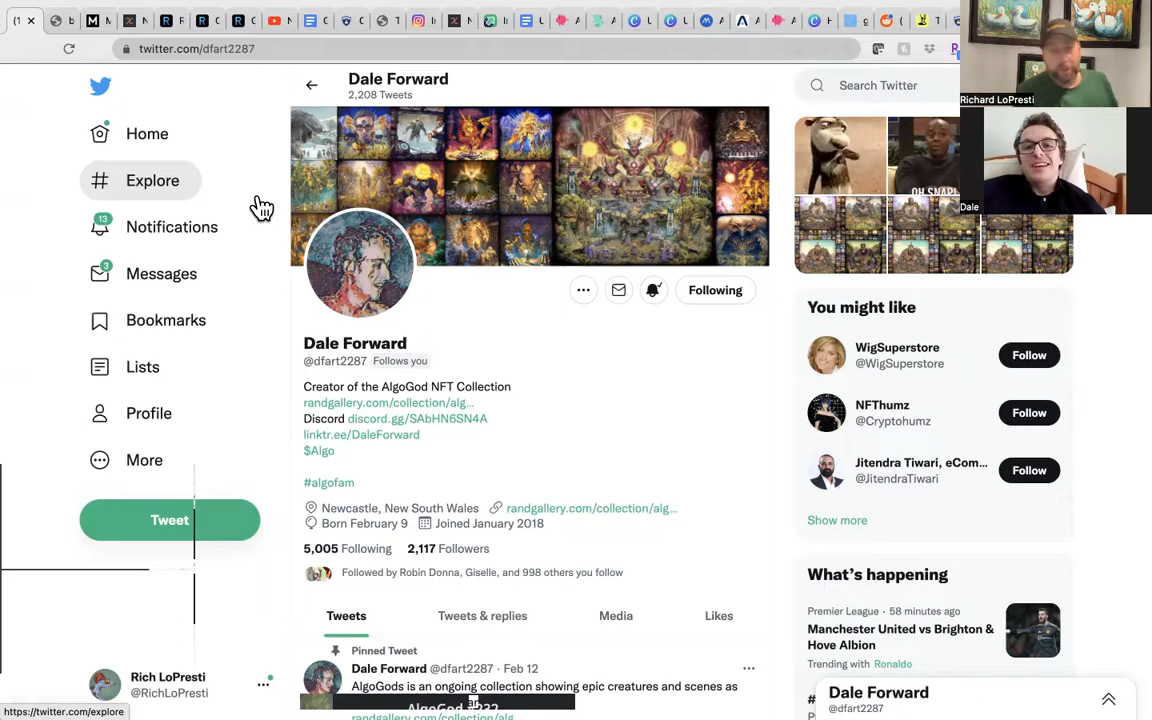 (1
twitter.com/dfart2287
Richard LoPresti
Dale
Home
Explore
13
Notifications
3
Messages
Bookmarks
Lists
Profile
More
Tweet
Rich LoPresti
@RichLoPresti
https://twitter.com/explore
Dale Forward
2,208 Tweets
Following
Dale Forward
@dfart2287 Follows you
Creator of the AlgoGod NFT Collection
randgallery.com/collection/alg...
Discord discord.gg/SAbHN6SN4A
linktr.ee/DaleForward
$Algo
#algofam
Newcastle, New South Wales randgallery.com/collection/alg...
Born February 9 Joined January 2018
5,005 Following 2,117 Followers
Followed by Robin Donna, Giselle, and 998 others you follow
Tweets Tweets & replies Media Likes
Pinned Tweet
Dale Forward @dfart2287 · Feb 12
AlgoGods is an ongoing collection showing epic creatures and scenes as
randgallery.com/collection/alg
Search Twitter
OH SNAP!
You might like
WigSuperstore
@WigSuperstore
Follow
NFThumz
@Cryptohumz
Follow
Jitendra Tiwari, eCom...
@JitendraTiwari
Follow
Show more
What's happening
Premier League · 58 minutes ago
Manchester United vs Brighton &
Hove Albion
Trending with Ronaldo
Dale Forward
@dfart2287